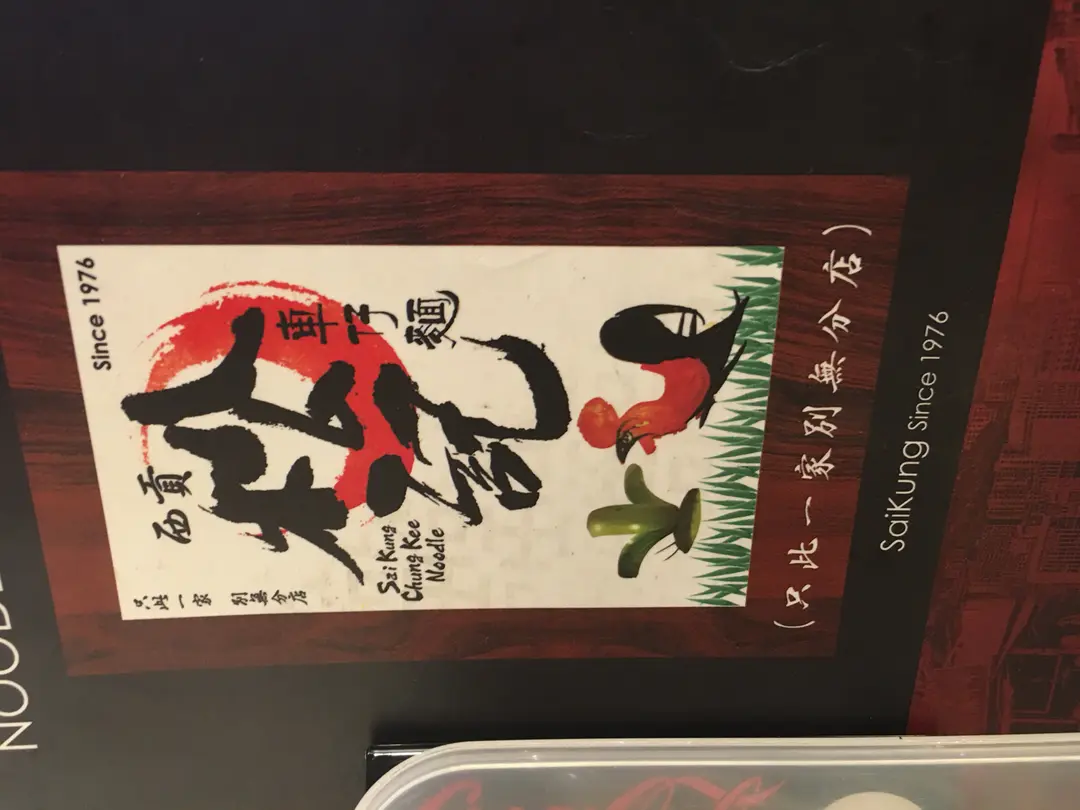 NOODLE
Since 1976
只此一家
別無分店
西貢
松記
車仔麵
Sai Kung
Chung Kee
Noodle
(只此一家別無分店)
SaiKung Since 1976